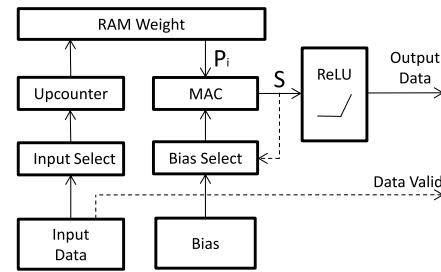 RAM Weight
Pi
S
ReLU
Output
Data
Upcounter
MAC
Input Select
Bias Select
Data Valid
Input
Data
Bias